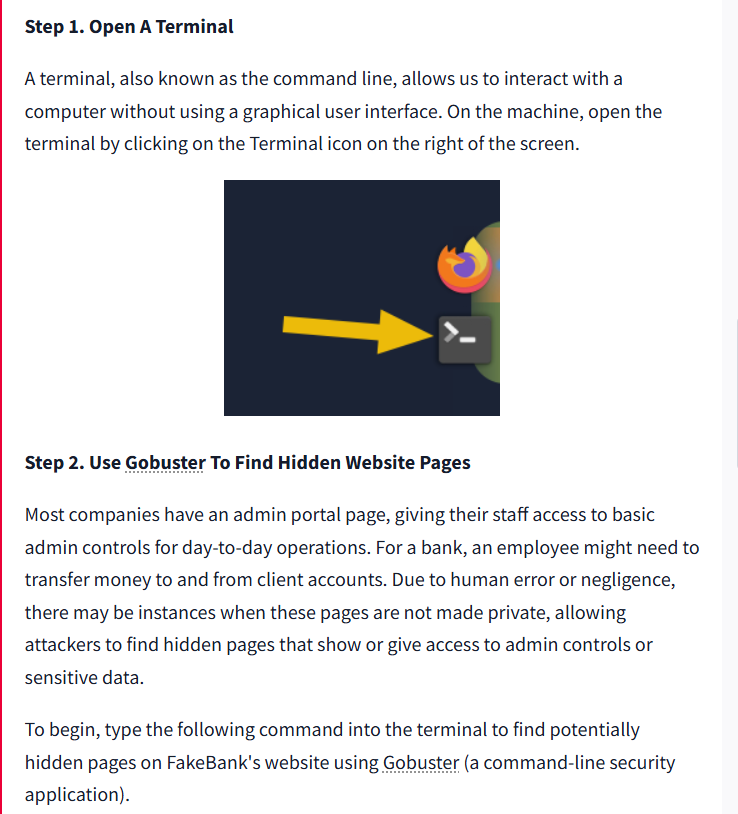 Step 1. Open A Terminal
A terminal, also known as the command line, allows us to interact with a
computer without using a graphical user interface. On the machine, open the
terminal by clicking on the Terminal icon on the right of the screen.
Step 2. Use Gobuster To Find Hidden Website Pages
Most companies have an admin portal page, giving their staff access to basic
admin controls for day-to-day operations. For a bank, an employee might need to
transfer money to and from client accounts. Due to human error or negligence,
there may be instances when these pages are not made private, allowing
attackers to find hidden pages that show or give access to admin controls or
sensitive data.
To begin, type the following command into the terminal to find potentially
hidden pages on FakeBank's website using Gobuster (a command-line security
application).